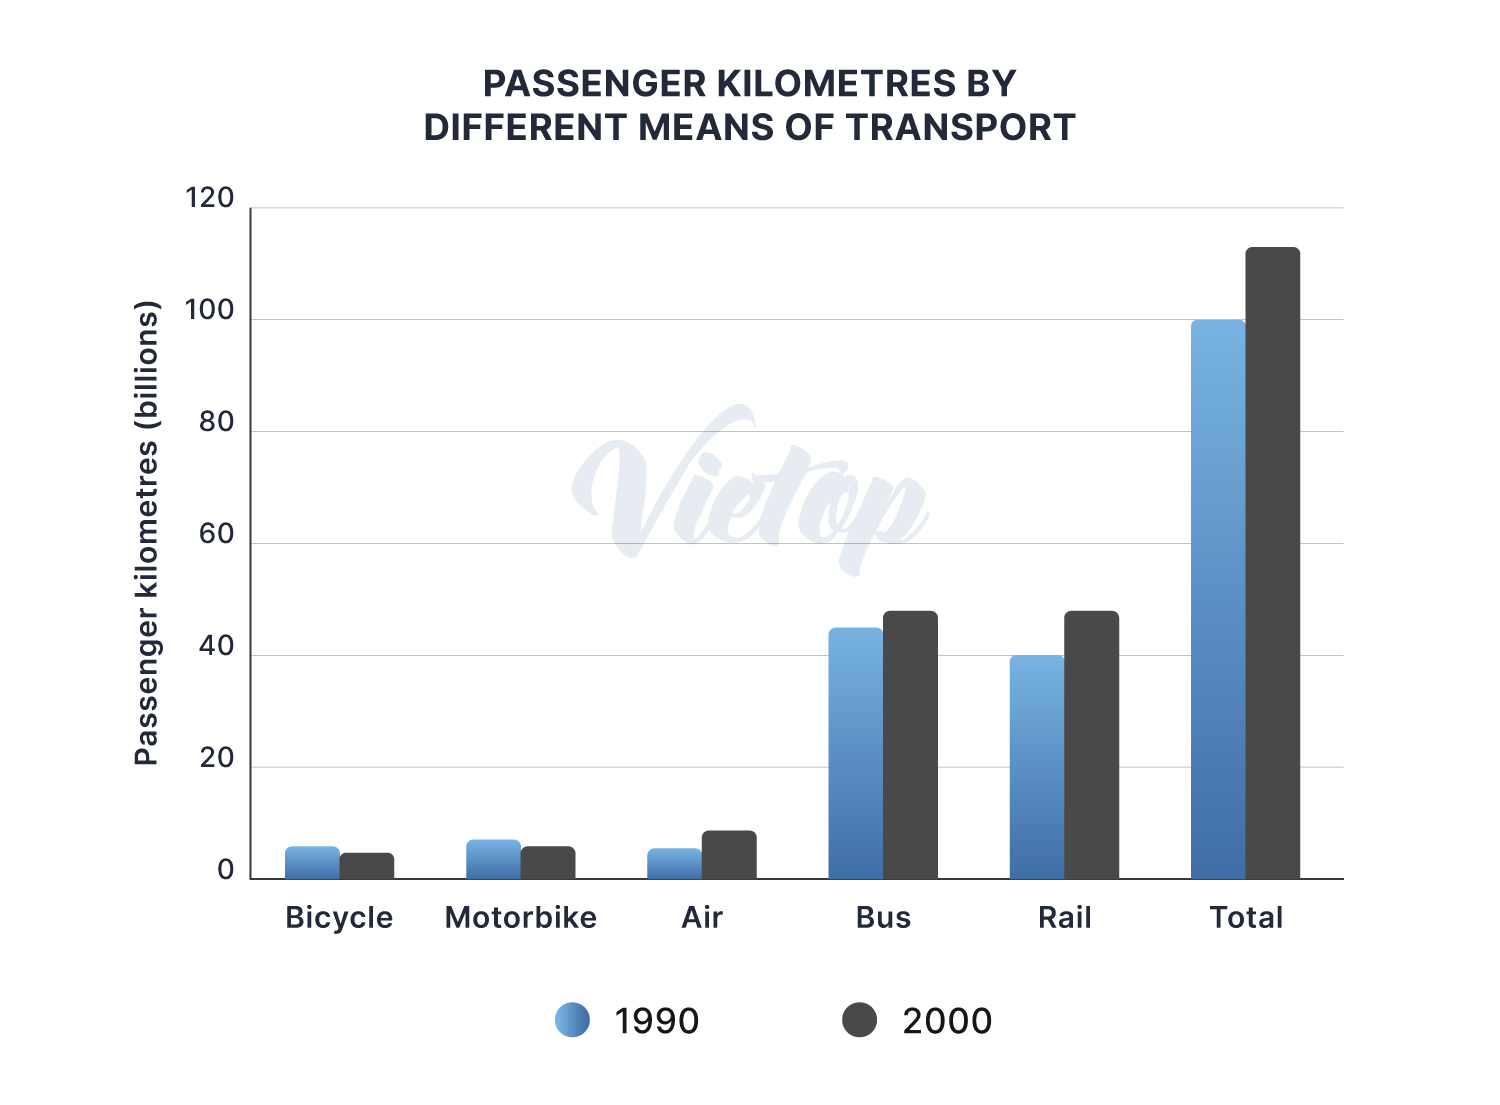 PASSENGER KILOMETRES BY
DIFFERENT MEANS OF TRANSPORT
Passenger kilometres (billions)
120
100
80
60
40
20
0
Vietop
Bicycle Motorbike Air Bus Rail Total
1990 2000